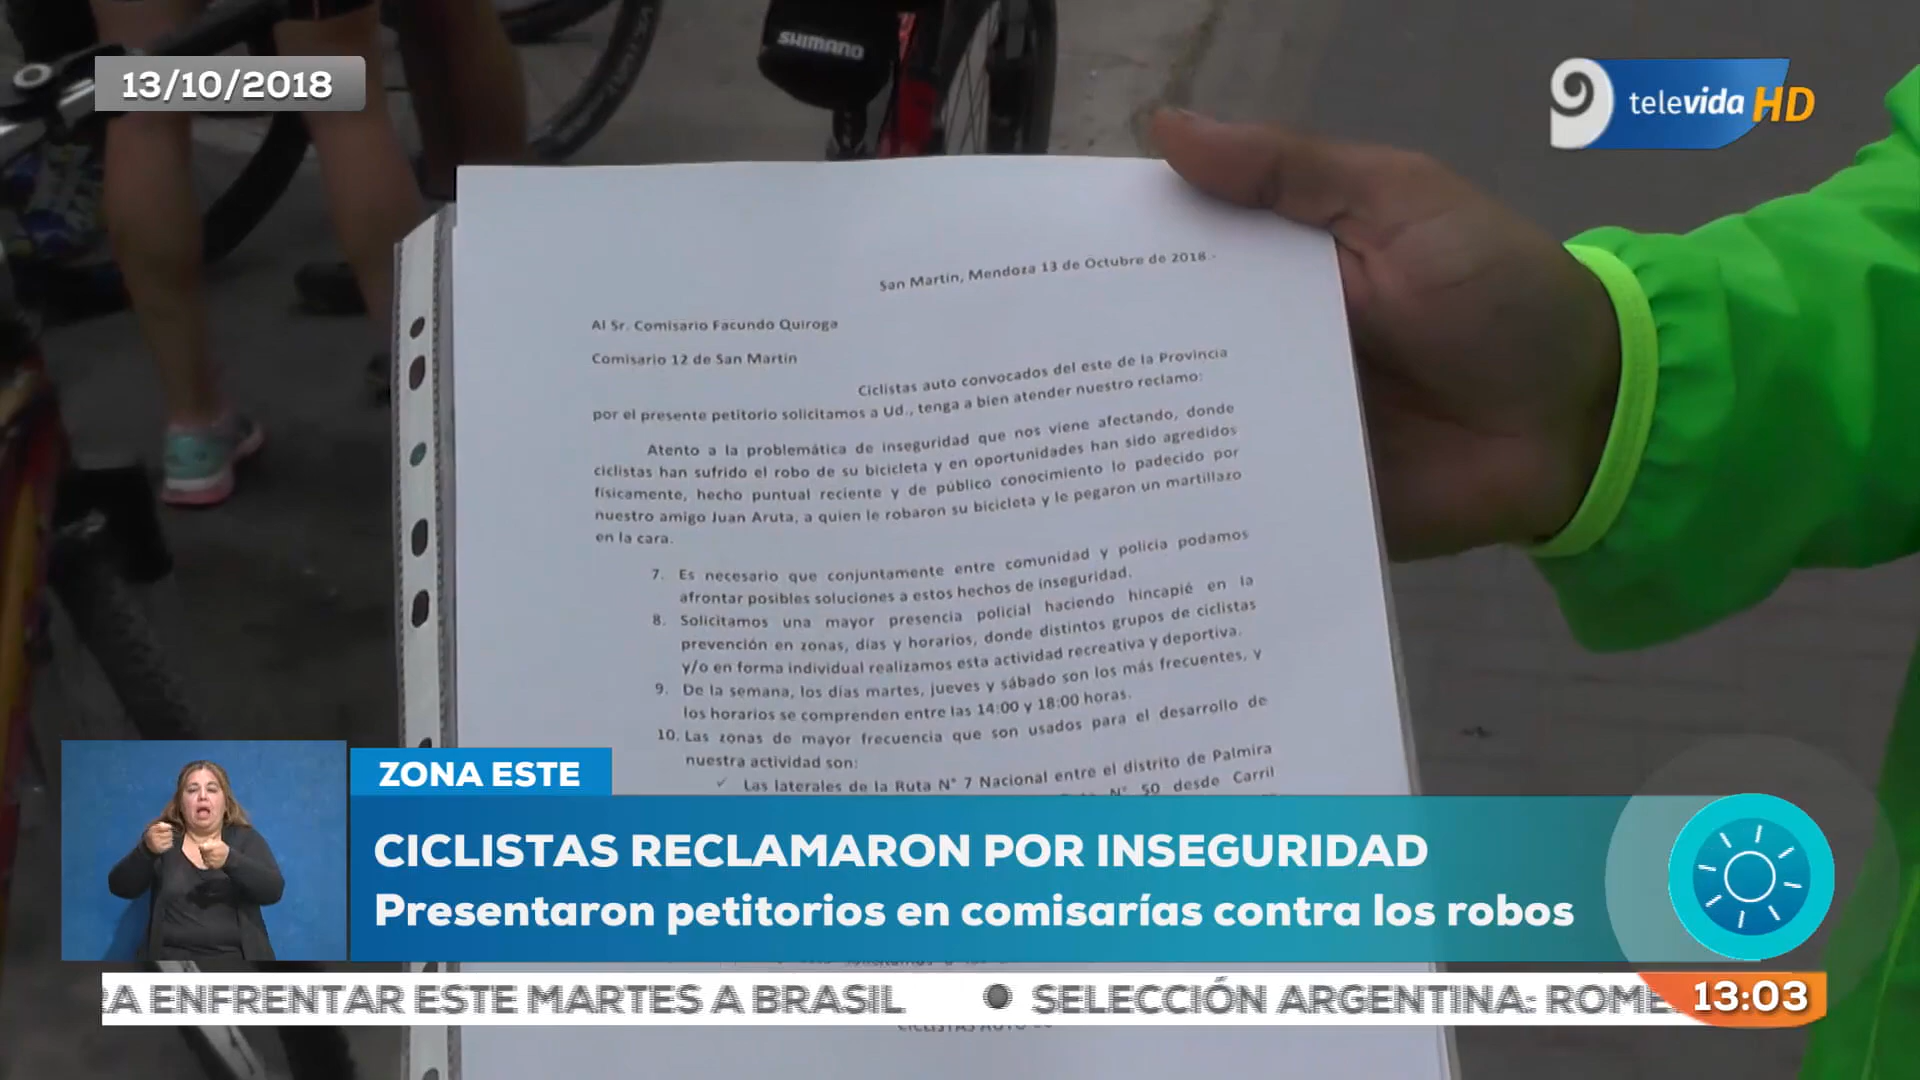 13/10/2018
SHIMANO
9 televida HD
San Martin, Mendoza 13 de Octubre de 2018.-
Al Sr. Comisario Facundo Quiroga
Comisario 12 de San Martin
Ciclistas auto convocados del este de la Provincia
por el presente petitorio solicitamos a Ud., tenga a bien atender nuestro reclamo:
Atento a la problemática de inseguridad que nos viene afectando, donde
ciclistas han sufrido el robo de su bicicleta y en oportunidades han sido agredidos
físicamente, hecho puntual reciente y de público conocimiento lo padecido por
nuestro amigo Juan Aruta, a quien le robaron su bicicleta y le pegaron un martillazo
en la cara.
7. Es necesario que conjuntamente entre comunidad y policía podamos
afrontar posibles soluciones a estos hechos de inseguridad.
8. Solicitamos una mayor presencia policial haciendo hincapié en la
prevención en zonas, días y horarios, donde distintos grupos de ciclistas
y/o en forma individual realizamos esta actividad recreativa y deportiva.
9. De la semana, los días martes, jueves y sábado son los más frecuentes, y
los horarios se comprenden entre las 14:00 y 18:00 horas.
10. Las zonas de mayor frecuencia que son usados para el desarrollo de
nuestra actividad son:
✓ Las laterales de la Ruta N° 7 Nacional entre el distrito de Palmira
N° 50 desde Carril
ZONA ESTE
CICLISTAS RECLAMARON POR INSEGURIDAD
Presentaron petitorios en comisarías contra los robos
RA ENFRENTAR ESTE MARTES A BRASIL SELECCIÓN ARGENTINA: ROME
13:03